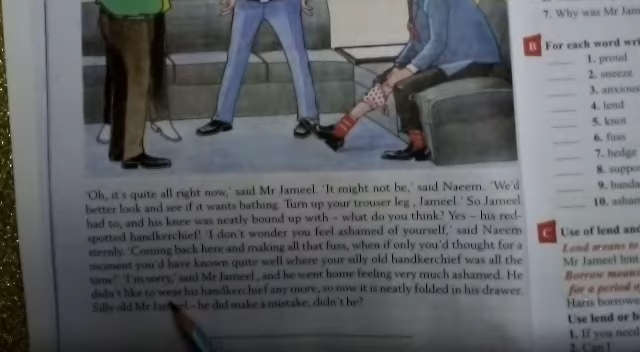 'Oh, it's quite all right now,' said Mr Jameel. 'It might not be,' said Naeem. 'We'd
better look and see if it wants bathing. Turn up your trouser leg , Jameel.' So Jameel
had to, and his knee was neatly bound up with – what do you think? Yes – his red-
spotted handkerchief! 'I don't wonder you feel ashamed of yourself,' said Naeem
sternly. 'Coming back here and making all that fuss, when if only you'd thought for a
moment you'd have known quite well where your silly old handkerchief was all the
time!' 'I'm sorry,' said Mr Jameel , and he went home feeling very much ashamed. He
didn't like to wear his handkerchief any more, so now it is neatly folded in his drawer.
Silly old Mr Jameel – he did make a mistake, didn't he?
7. Why was Mr Jam
B For each word wri
1. proud
2. sneeze
3. anxious
4. lend
5. knot
6. fuss
7. hedge
8. suppo
9. banda
10. asham
C Use of lend and
Lend means to
Mr Jameel lent
Borrow means
for a period o
Haris borrowe
Use lend or b
1. If you need
2. Can I